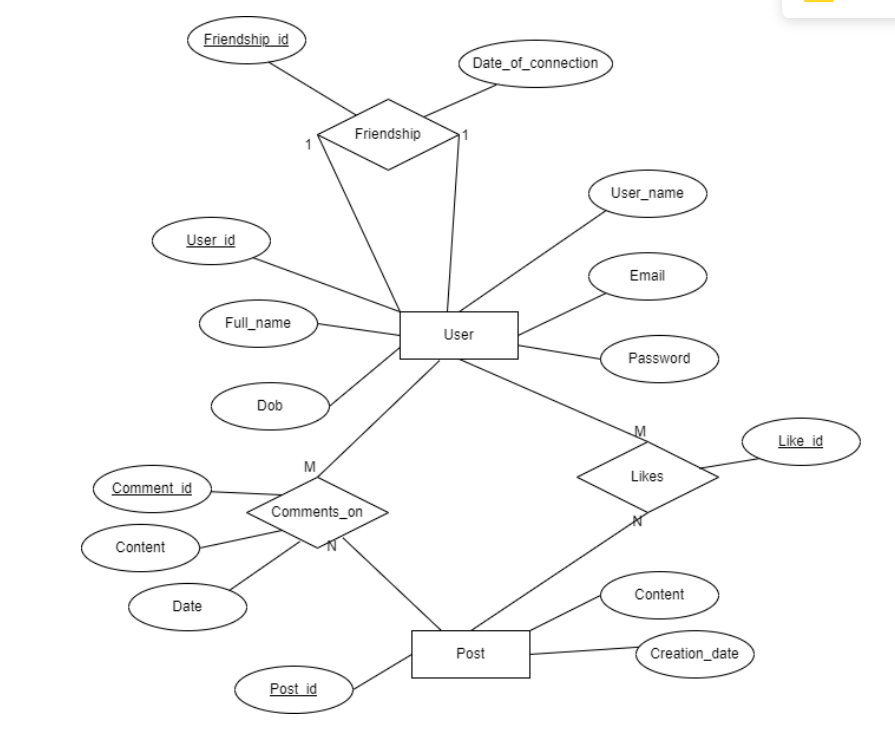 Friendship_id
Date_of_connection
Friendship
1
1
User_name
User_id
Email
Full_name
User
Password
Dob
M
Like_id
M
Likes
Comment_id
Comments_on
N
N
Content
Date
Content
Post
Creation_date
Post_id